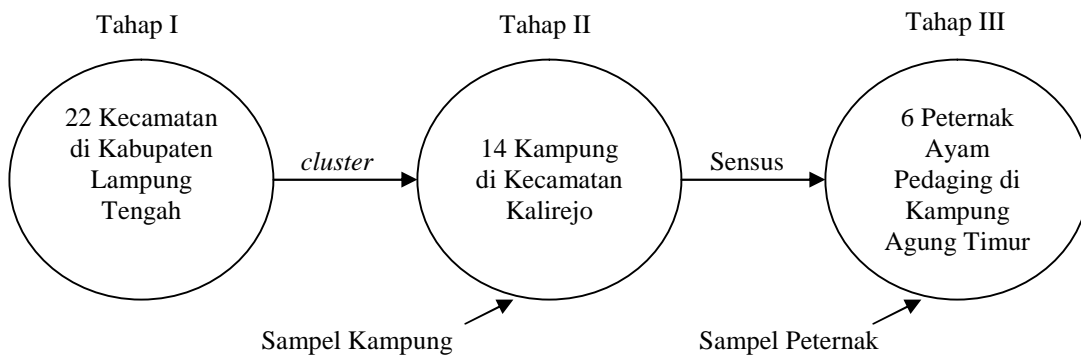 Tahap I
Tahap II
Tahap III
22 Kecamatan
di Kabupaten
Lampung
Tengah
cluster
14 Kampung
di Kecamatan
Kalirejo
Sensus
6 Peternak
Ayam
Pedaging di
Kampung
Agung Timur
Sampel Kampung
Sampel Peternak